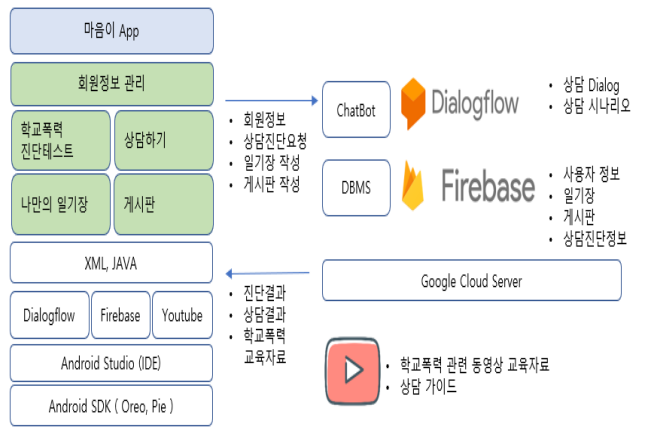 마음이 App
회원정보 관리
학교폭력
진단테스트
상담하기
나만의 일기장
게시판
XML, JAVA
Dialogflow
Firebase
Youtube
Android Studio (IDE)
Android SDK ( Oreo, Pie )
• 회원정보
• 상담진단요청
• 일기장 작성
• 게시판 작성
• 진단결과
• 상담결과
• 학교폭력
교육자료
ChatBot
Dialogflow
• 상담 Dialog
• 상담 시나리오
DBMS
Firebase
• 사용자 정보
• 일기장
• 게시판
• 상담진단정보
Google Cloud Server
• 학교폭력 관련 동영상 교육자료
• 상담 가이드